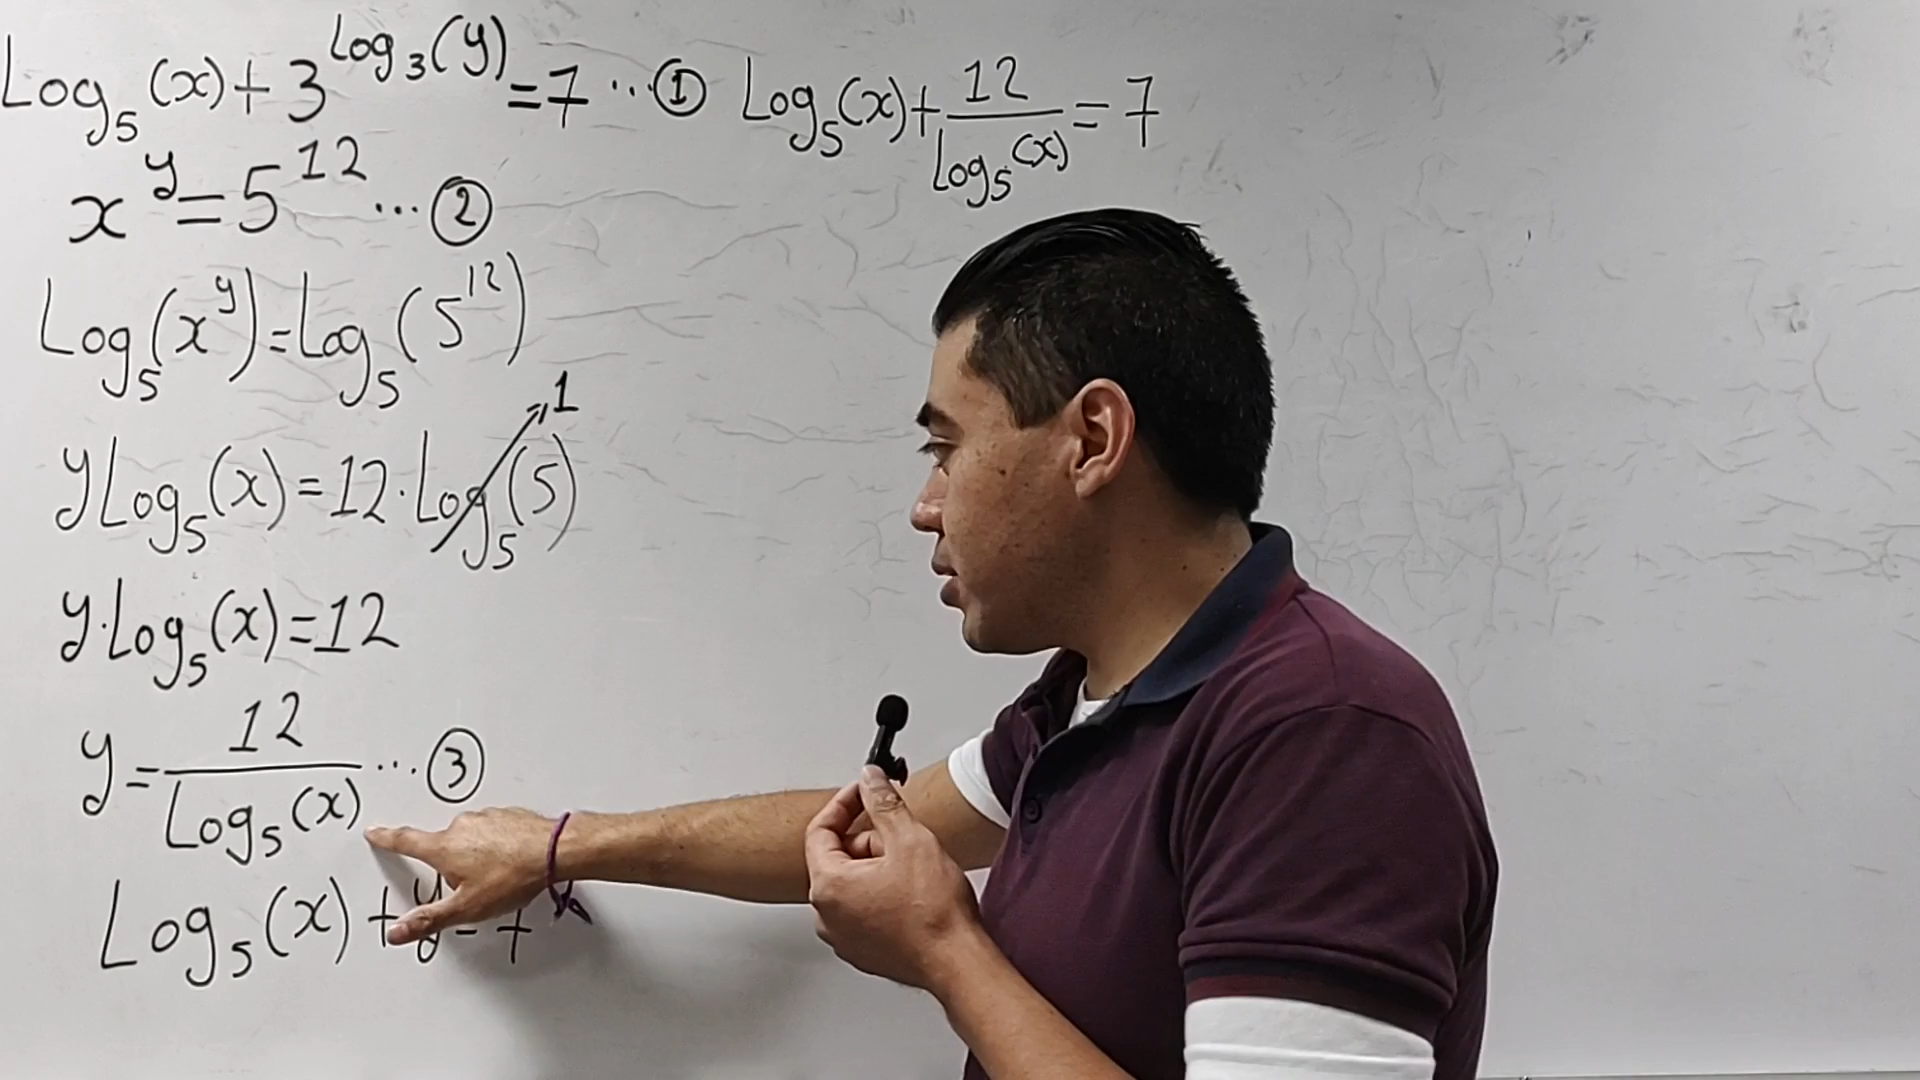 Log₅(x)+3^(Log₃(y))=7 ...①
x^y=5^12 ...②
Log₅(x^y)=Log₅(5^12)
yLog₅(x)=12·Log₅(5) 1
y·Log₅(x)=12
y=12/Log₅(x) ...③
Log₅(x)+y=7
Log₅(x)+12/Log₅(x)=7